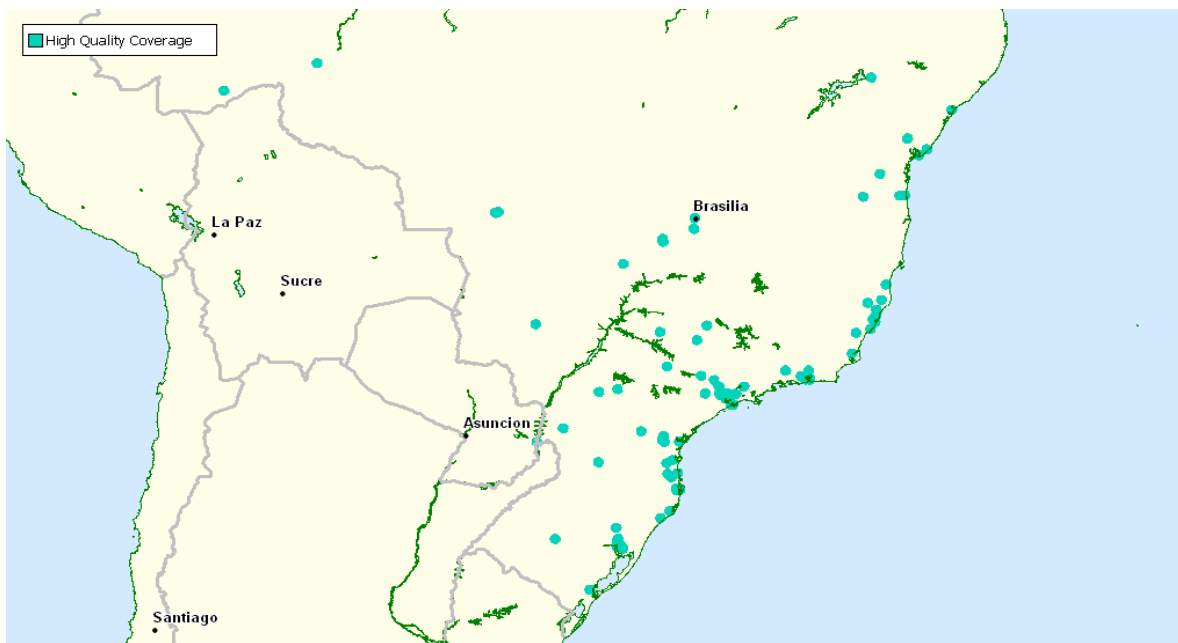 High Quality Coverage
Brasilia
La Paz
Sucre
Asuncion
Santiago